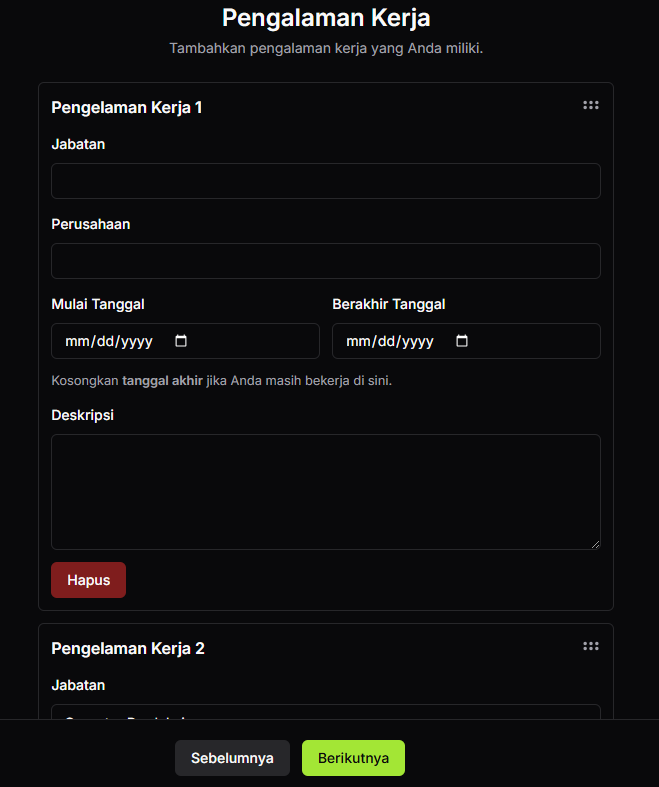 Pengalaman Kerja
Tambahkan pengalaman kerja yang Anda miliki.
Pengelaman Kerja 1
Jabatan
Perusahaan
Mulai Tanggal Berakhir Tanggal
mm/dd/yyyy mm/dd/yyyy
Kosongkan tanggal akhir jika Anda masih bekerja di sini.
Deskripsi
Hapus
Pengelaman Kerja 2
Jabatan
Sebelumnya Berikutnya